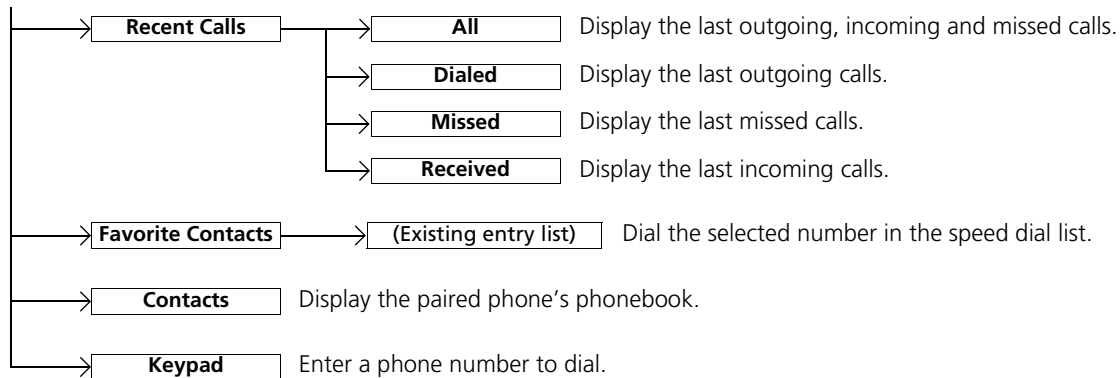 Recent Calls All Display the last outgoing, incoming and missed calls.
Dialed Display the last outgoing calls.
Missed Display the last missed calls.
Received Display the last incoming calls.
Favorite Contacts (Existing entry list) Dial the selected number in the speed dial list.
Contacts Display the paired phone's phonebook.
Keypad Enter a phone number to dial.